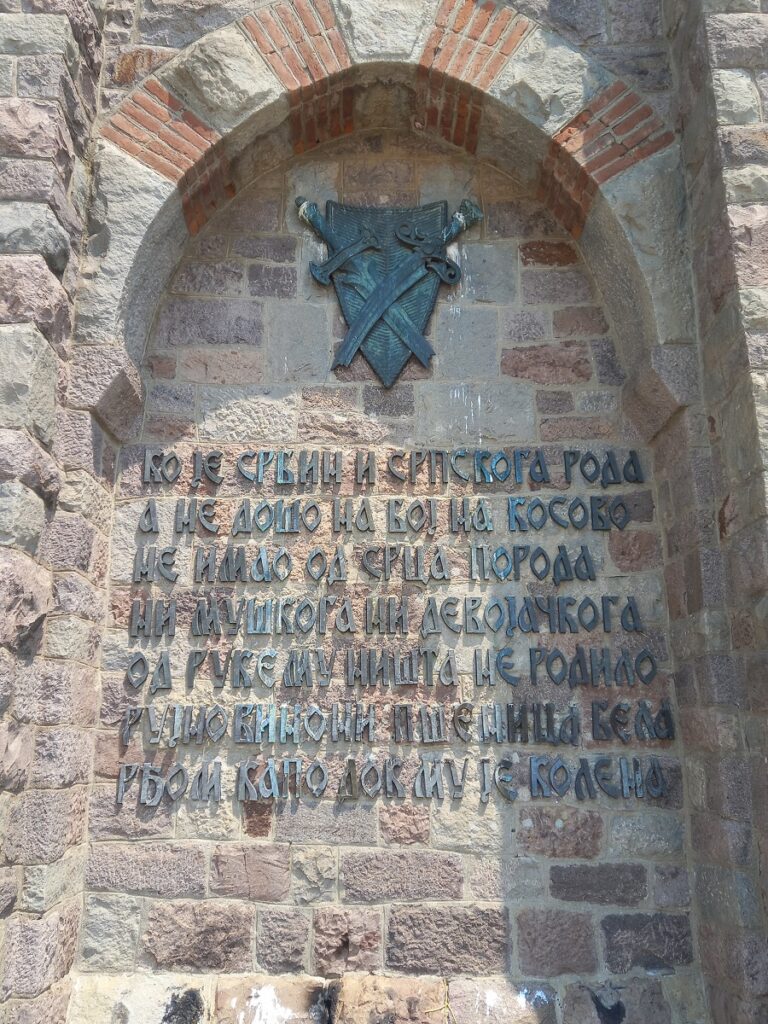 КО ЈЕ СРБИН И СРПСКОГА РОДА
А НЕ ДОШО НА БОЈ НА КОСОВО
НЕ ИМАО ОД СРЦА ПОРОДА
НИ МУШКОГА НИ ДЕВОЈАЧКОГА
ОД РУКЕ МУ НИШТА НЕ РОДИЛО
РУЈНО ВИНО НИ ПШЕНИЦА БЕЛА
РЂОМ КАПО ДОК МУ ЈЕ КОЛЕНА